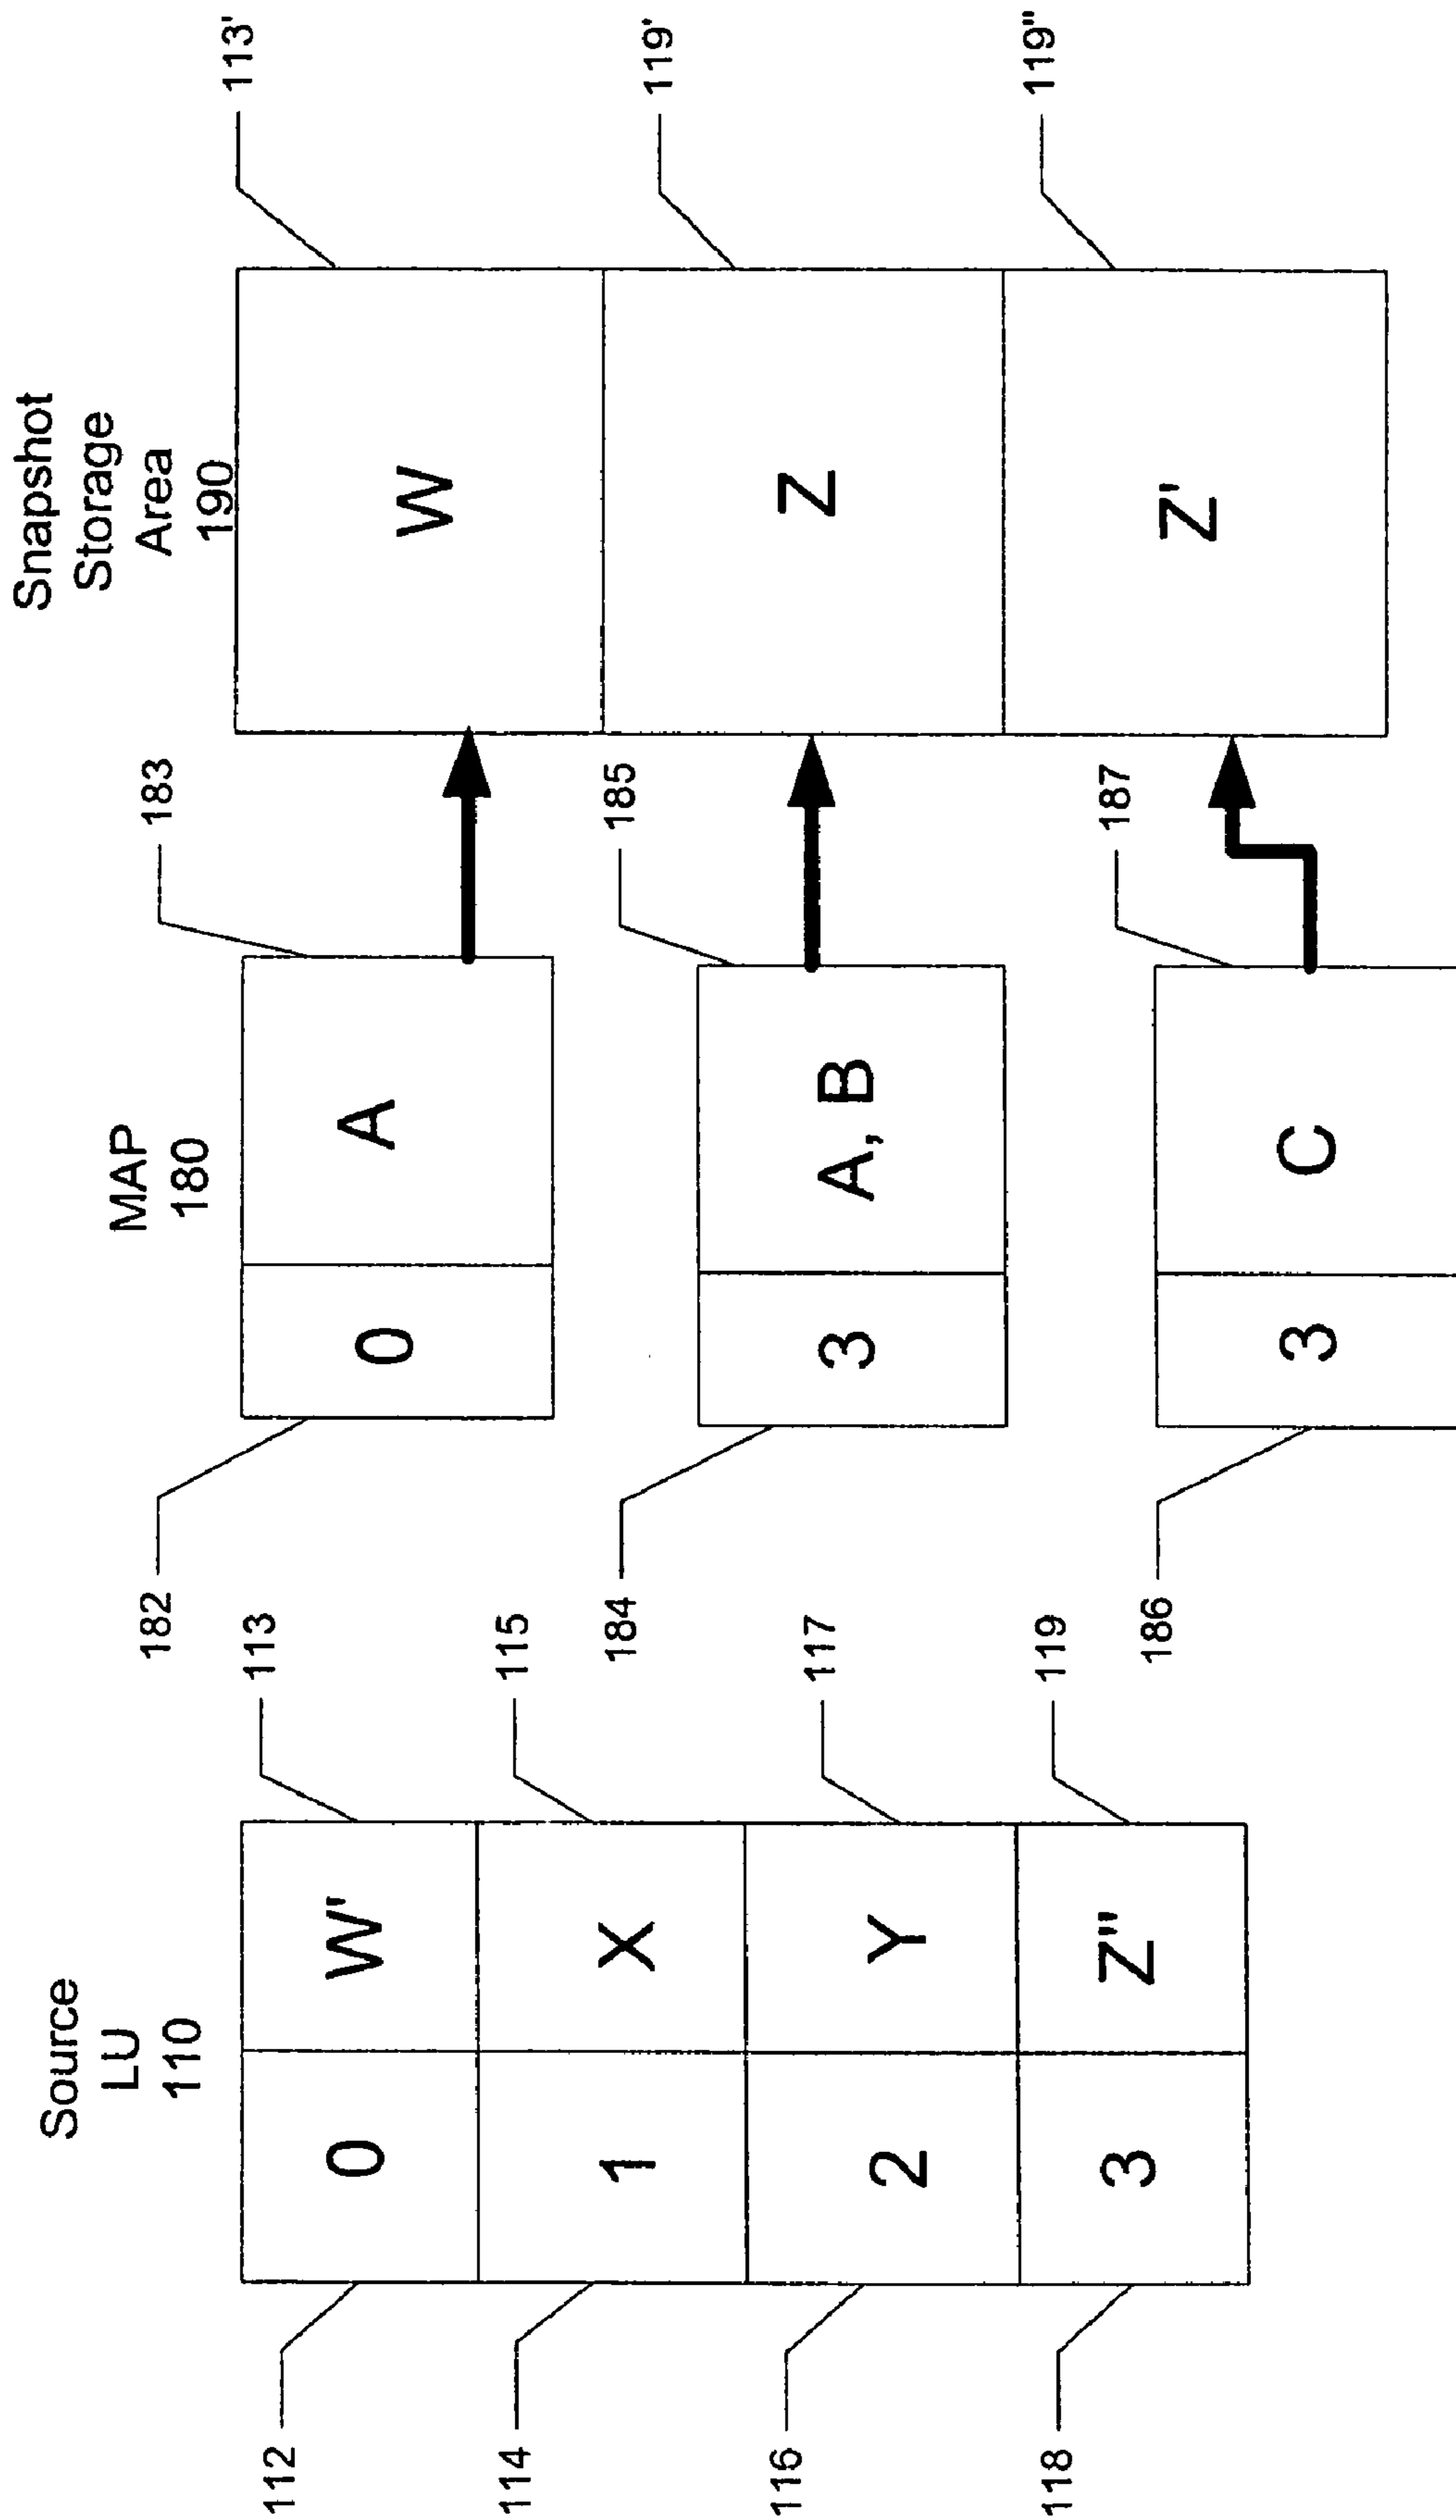 Source
LU
110
112
0
W'
113
114
1
X
115
116
2
Y
117
118
3
Z"
119
MAP
180
182
0
A
183
184
3
A, B
185
186
3
C
187
Snapshot
Storage
Area
190
W
113'
Z
119'
Z'
119"